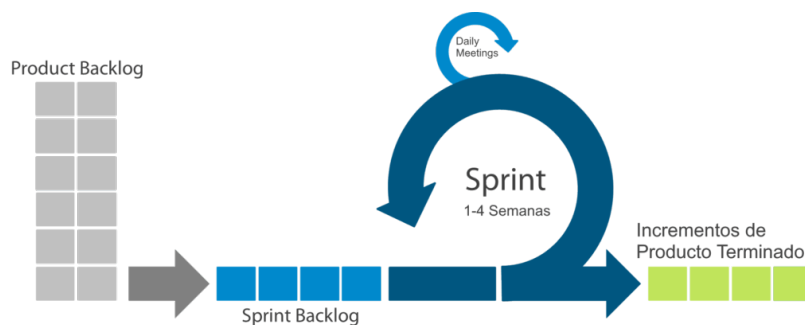 Daily
Meetings
Product Backlog
Sprint
1-4 Semanas
Incrementos de
Producto Terminado
Sprint Backlog